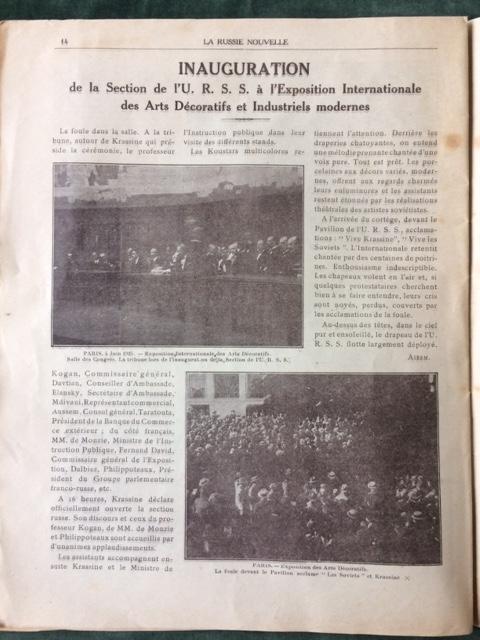 14
LA RUSSIE NOUVELLE
INAUGURATION
de la Section de l'U. R. S. S. à l'Exposition Internationale
des Arts Décoratifs et Industriels modernes
La foule dans la salle. A la tri-
bune, autour de Krassine qui pré-
side la cérémonie, le professeur
l'Instruction publique dans leur
visite des différents stands.
Les Koustars multicolores re-
tiennent l'attention. Derrière les
draperies chatoyantes, on entend
une mélodie prenante chantée d'une
voix pure. Tout est prêt. Les por-
celaines aux décors variés, moder-
nes, offrent aux regards charmés
leurs enluminures et les assistants
restent étonnés par les réalisations
théâtrales des artistes soviétistes.
A l'arrivée du cortège, devant le
Pavillon de l'U. R. S. S., acclama-
tions : "Vive Krassine", "Vive les
Soviets". L'Internationale retentit
chantée par des centaines de poitri-
nes. Enthousiasme indescriptible.
Les chapeaux volent en l'air et, si
quelques protestataires cherchent
bien à se faire entendre, leurs cris
sont noyés, perdus, couverts par
les acclamations de la foule.
Au-dessus des têtes, dans le ciel
pur et ensoleillé, le drapeau de l'U.
R. S. S. flotte largement déployé.
PARIS, 4 Juin 1925. — Exposition Internationale des Arts Décoratifs.
Salle des Congrès. La tribune lors de l'inauguration de la Section de l'U. R. S. S.
Kogan, Commissaire général,
Davtian, Conseiller d'Ambassade,
Elansky, Secrétaire d'Ambassade,
Mdivani, Représentant commercial,
Aussem, Consul général, Taratouta,
Président de la Banque du Commer-
ce extérieur ; du côté français,
MM. de Monzie, Ministre de l'Ins-
truction Publique, Fernand David,
Commissaire général de l'Exposi-
tion, Dalbiez, Philippoteaux, Pré-
sident du Groupe parlementaire
franco-russe, etc.
A 16 heures, Krassine déclare
officiellement ouverte la section
russe. Son discours et ceux du pro-
fesseur Kogan, de MM. de Monzie
et Philippoteaux sont accueillis par
d'unanimes applaudissements.
Les assistants accompagnent en-
suite Krassine et le Ministre de
PARIS. — Exposition des Arts Décoratifs.
La foule devant le Pavillon acclame "Les Soviets" et Krassine